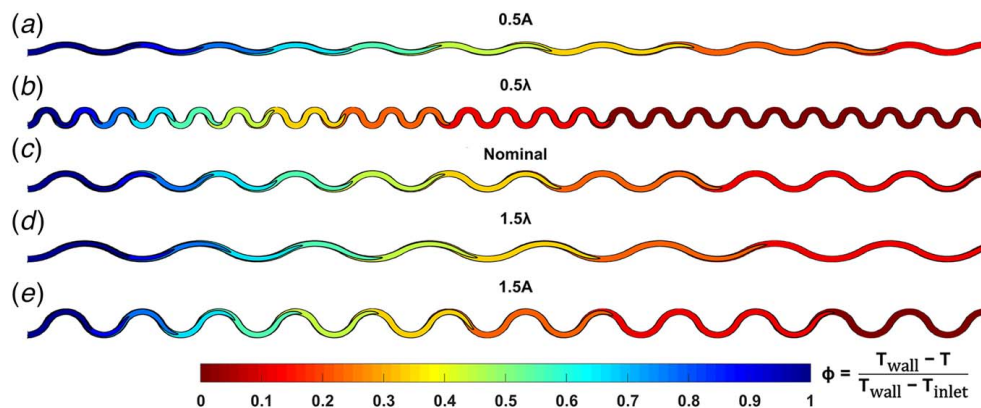 (a)
0.5A
(b)
0.5λ
(c)
Nominal
(d)
1.5λ
(e)
1.5A
0 0.1 0.2 0.3 0.4 0.5 0.6 0.7 0.8 0.9 1
ϕ = (T_wall − T) / (T_wall − T_inlet)